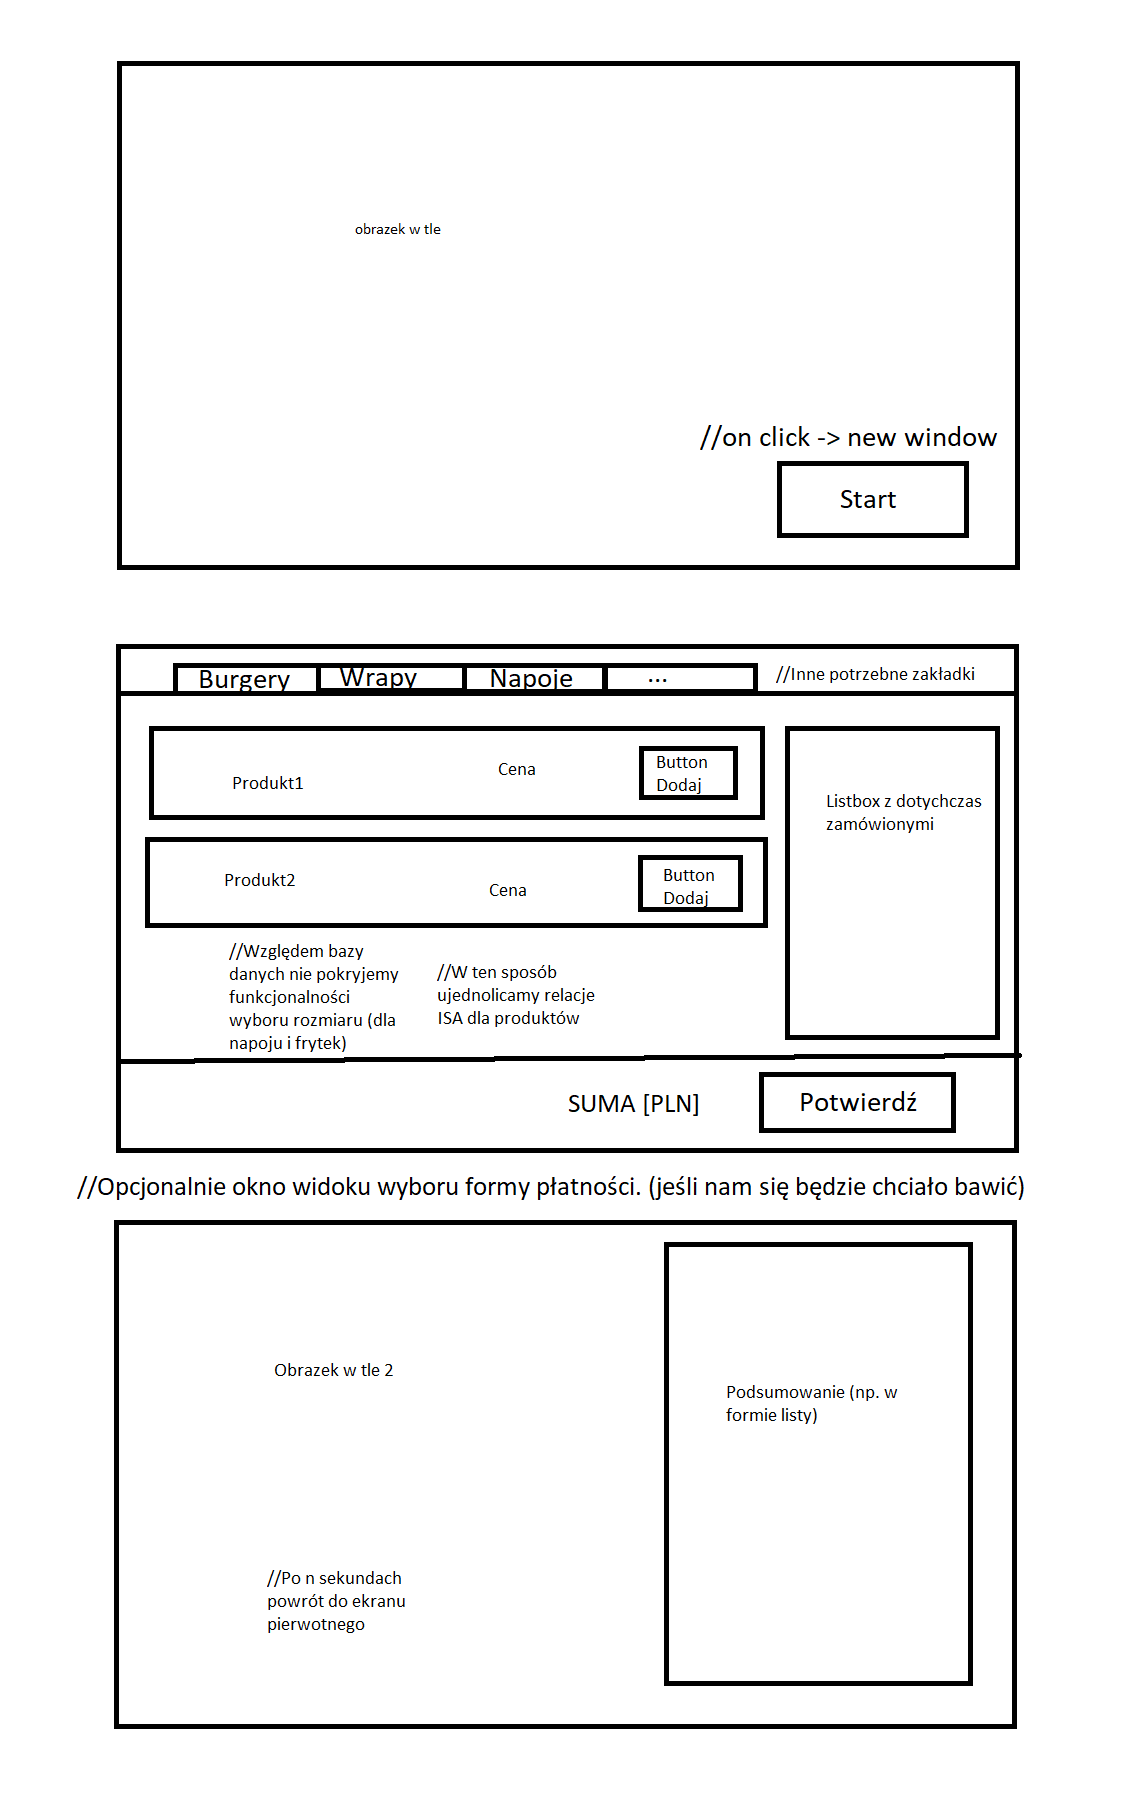 obrazek w tle
//on click -> new window
Start
Burgery
Wrapy
Napoje
...
//Inne potrzebne zakładki
Produkt1
Cena
Button
Dodaj
Listbox z dotychczas
zamówionymi
Produkt2
Cena
Button
Dodaj
//Względem bazy
danych nie pokryjemy
funkcjonalności
wyboru rozmiaru (dla
napoju i frytek)
//W ten sposób
ujednolicamy relacje
ISA dla produktów
SUMA [PLN]
Potwierdź
//Opcjonalnie okno widoku wyboru formy płatności. (jeśli nam się będzie chciało bawić)
Obrazek w tle 2
Podsumowanie (np. w
formie listy)
//Po n sekundach
powrót do ekranu
pierwotnego